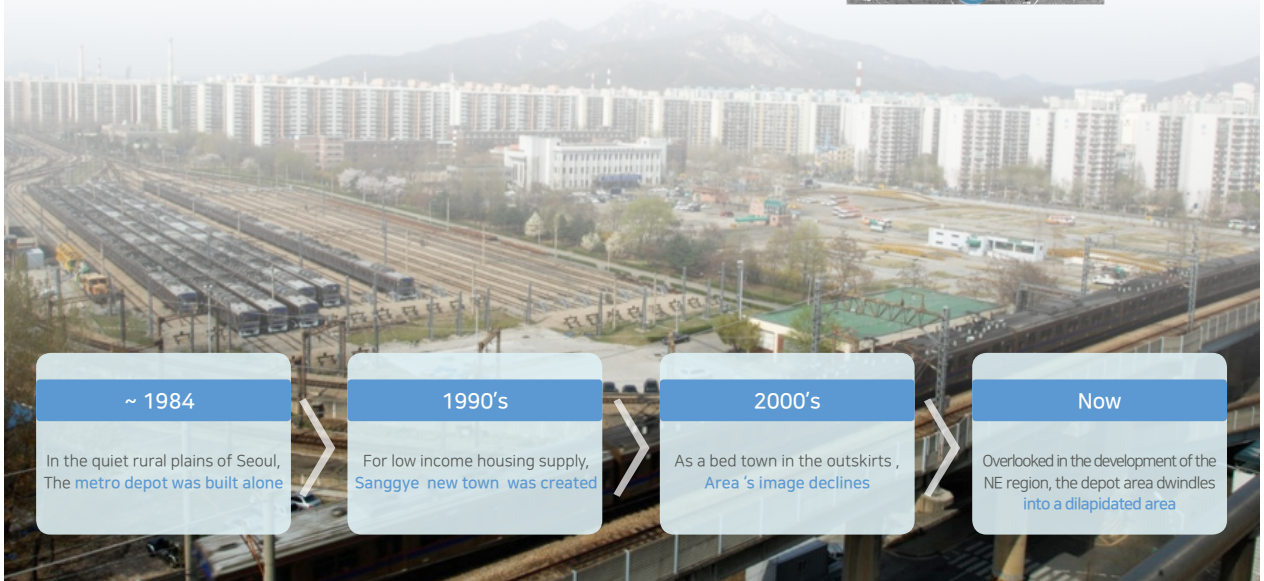 ~ 1984
In the quiet rural plains of Seoul,
The metro depot was built alone
1990's
For low income housing supply,
Sanggye new town was created
2000's
As a bed town in the outskirts ,
Area 's image declines
Now
Overlooked in the development of the
NE region, the depot area dwindles
into a dilapidated area